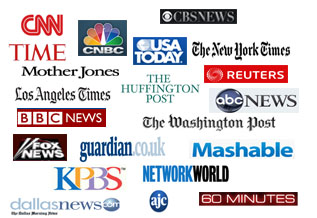 CBSNEWS
CNN
CNBC
USA
TODAY
The New York Times
TIME
Mother Jones
THE
HUFFINGTON
POST
REUTERS
Los Angeles Times
abc NEWS
BBC NEWS
The Washington Post
FOX
NEWS
guardian.co.uk
Mashable
KPBS
NETWORKWORLD
dallasnews.com
The Dallas Morning News
ajc
60 MINUTES